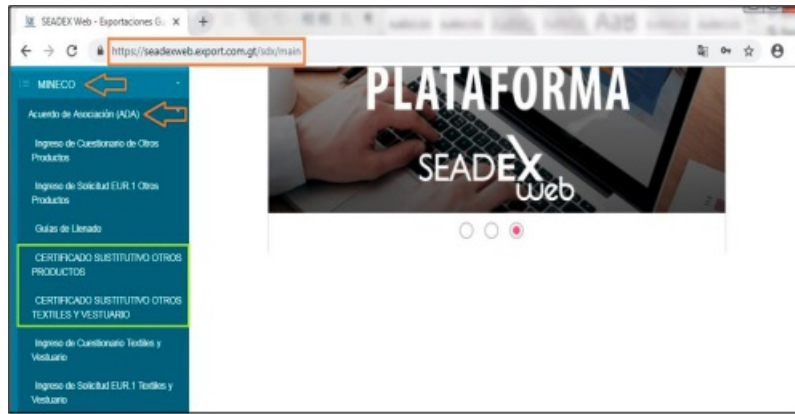 SEADEX Web - Exportaciones G
https://seadexweb.export.com.gt/sdx/main
MINECO
Acuerdo de Asociación (ADA)
Ingreso de Cuestionario de Otros
Productos
Ingreso de Solicitud EUR.1 Otros
Productos
Guías de Llenado
CERTIFICADO SUSTITUTIVO OTROS
PRODUCTOS
CERTIFICADO SUSTITUTIVO OTROS
TEXTILES Y VESTUARIO
Ingreso de Cuestionario Textiles y
Vestuario
Ingreso de Solicitud EUR.1 Textiles y
Vestuario
PLATAFORMA
SEADEX
web